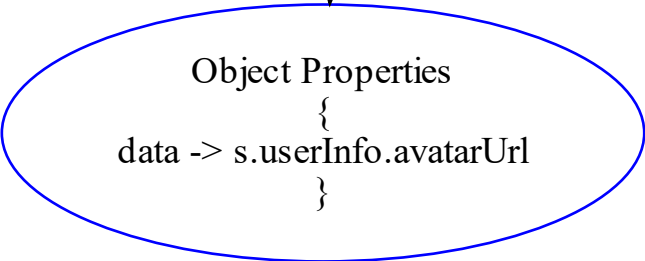 Object Properties
{
data -> s.userInfo.avatarUrl
}